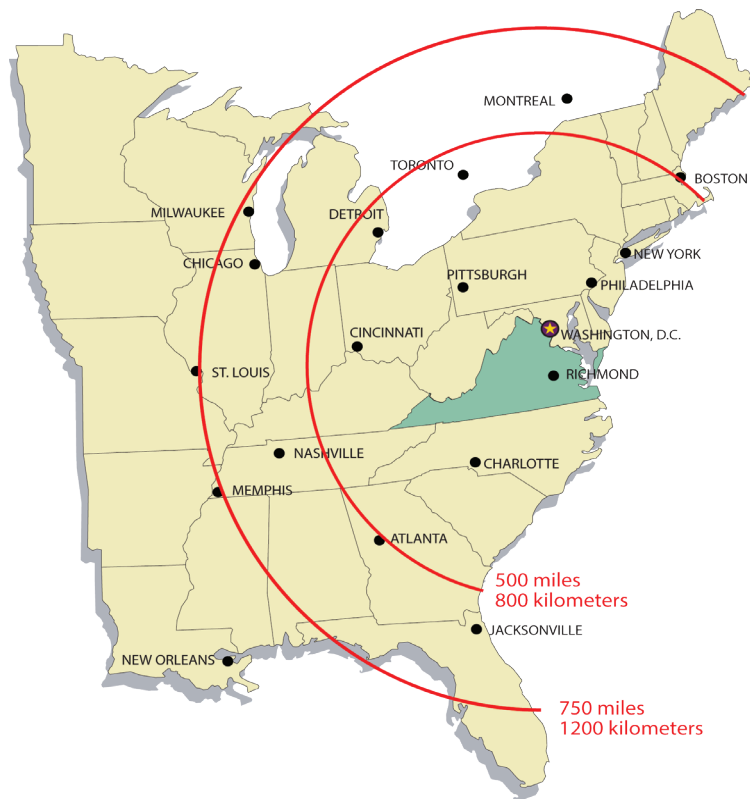 MONTREAL
TORONTO
BOSTON
MILWAUKEE
DETROIT
NEW YORK
CHICAGO
PITTSBURGH
PHILADELPHIA
CINCINNATI
WASHINGTON, D.C.
ST. LOUIS
RICHMOND
NASHVILLE
CHARLOTTE
MEMPHIS
ATLANTA
500 miles
800 kilometers
JACKSONVILLE
NEW ORLEANS
750 miles
1200 kilometers